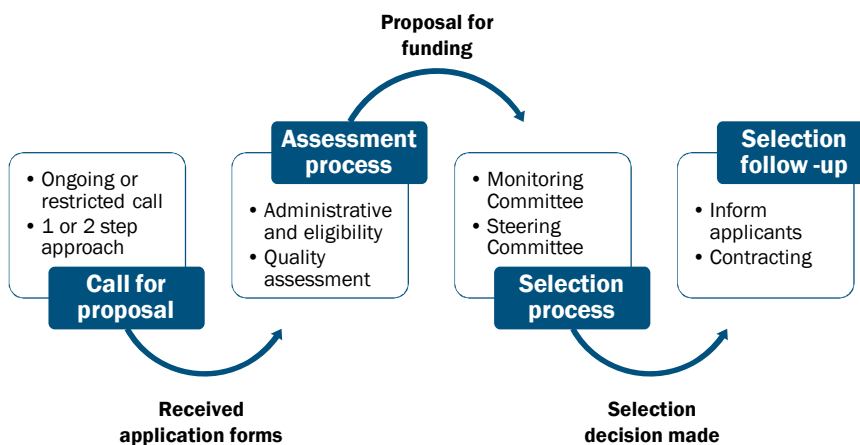 Proposal for
funding
• Ongoing or
restricted call
• 1 or 2 step
approach
Call for
proposal
Assessment
process
• Administrative
and eligibility
• Quality
assessment
• Monitoring
Committee
• Steering
Committee
Selection
process
Selection
follow -up
• Inform
applicants
• Contracting
Received
application forms
Selection
decision made